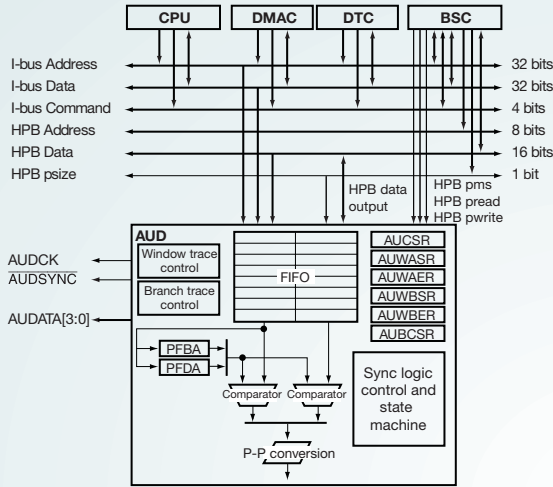 CPU
DMAC
DTC
BSC
I-bus Address
32 bits
I-bus Data
32 bits
I-bus Command
4 bits
HPB Address
8 bits
HPB Data
16 bits
HPB psize
1 bit
HPB data
output
HPB pms
HPB pread
HPB pwrite
AUD
Window trace
control
Branch trace
control
FIFO
AUCSR
AUWASR
AUWAER
AUWBSR
AUWBER
AUBCSR
AUDCK
AUDSYNC
AUDATA[3:0]
PFBA
PFDA
Comparator
Comparator
Sync logic
control and
state
machine
P-P conversion